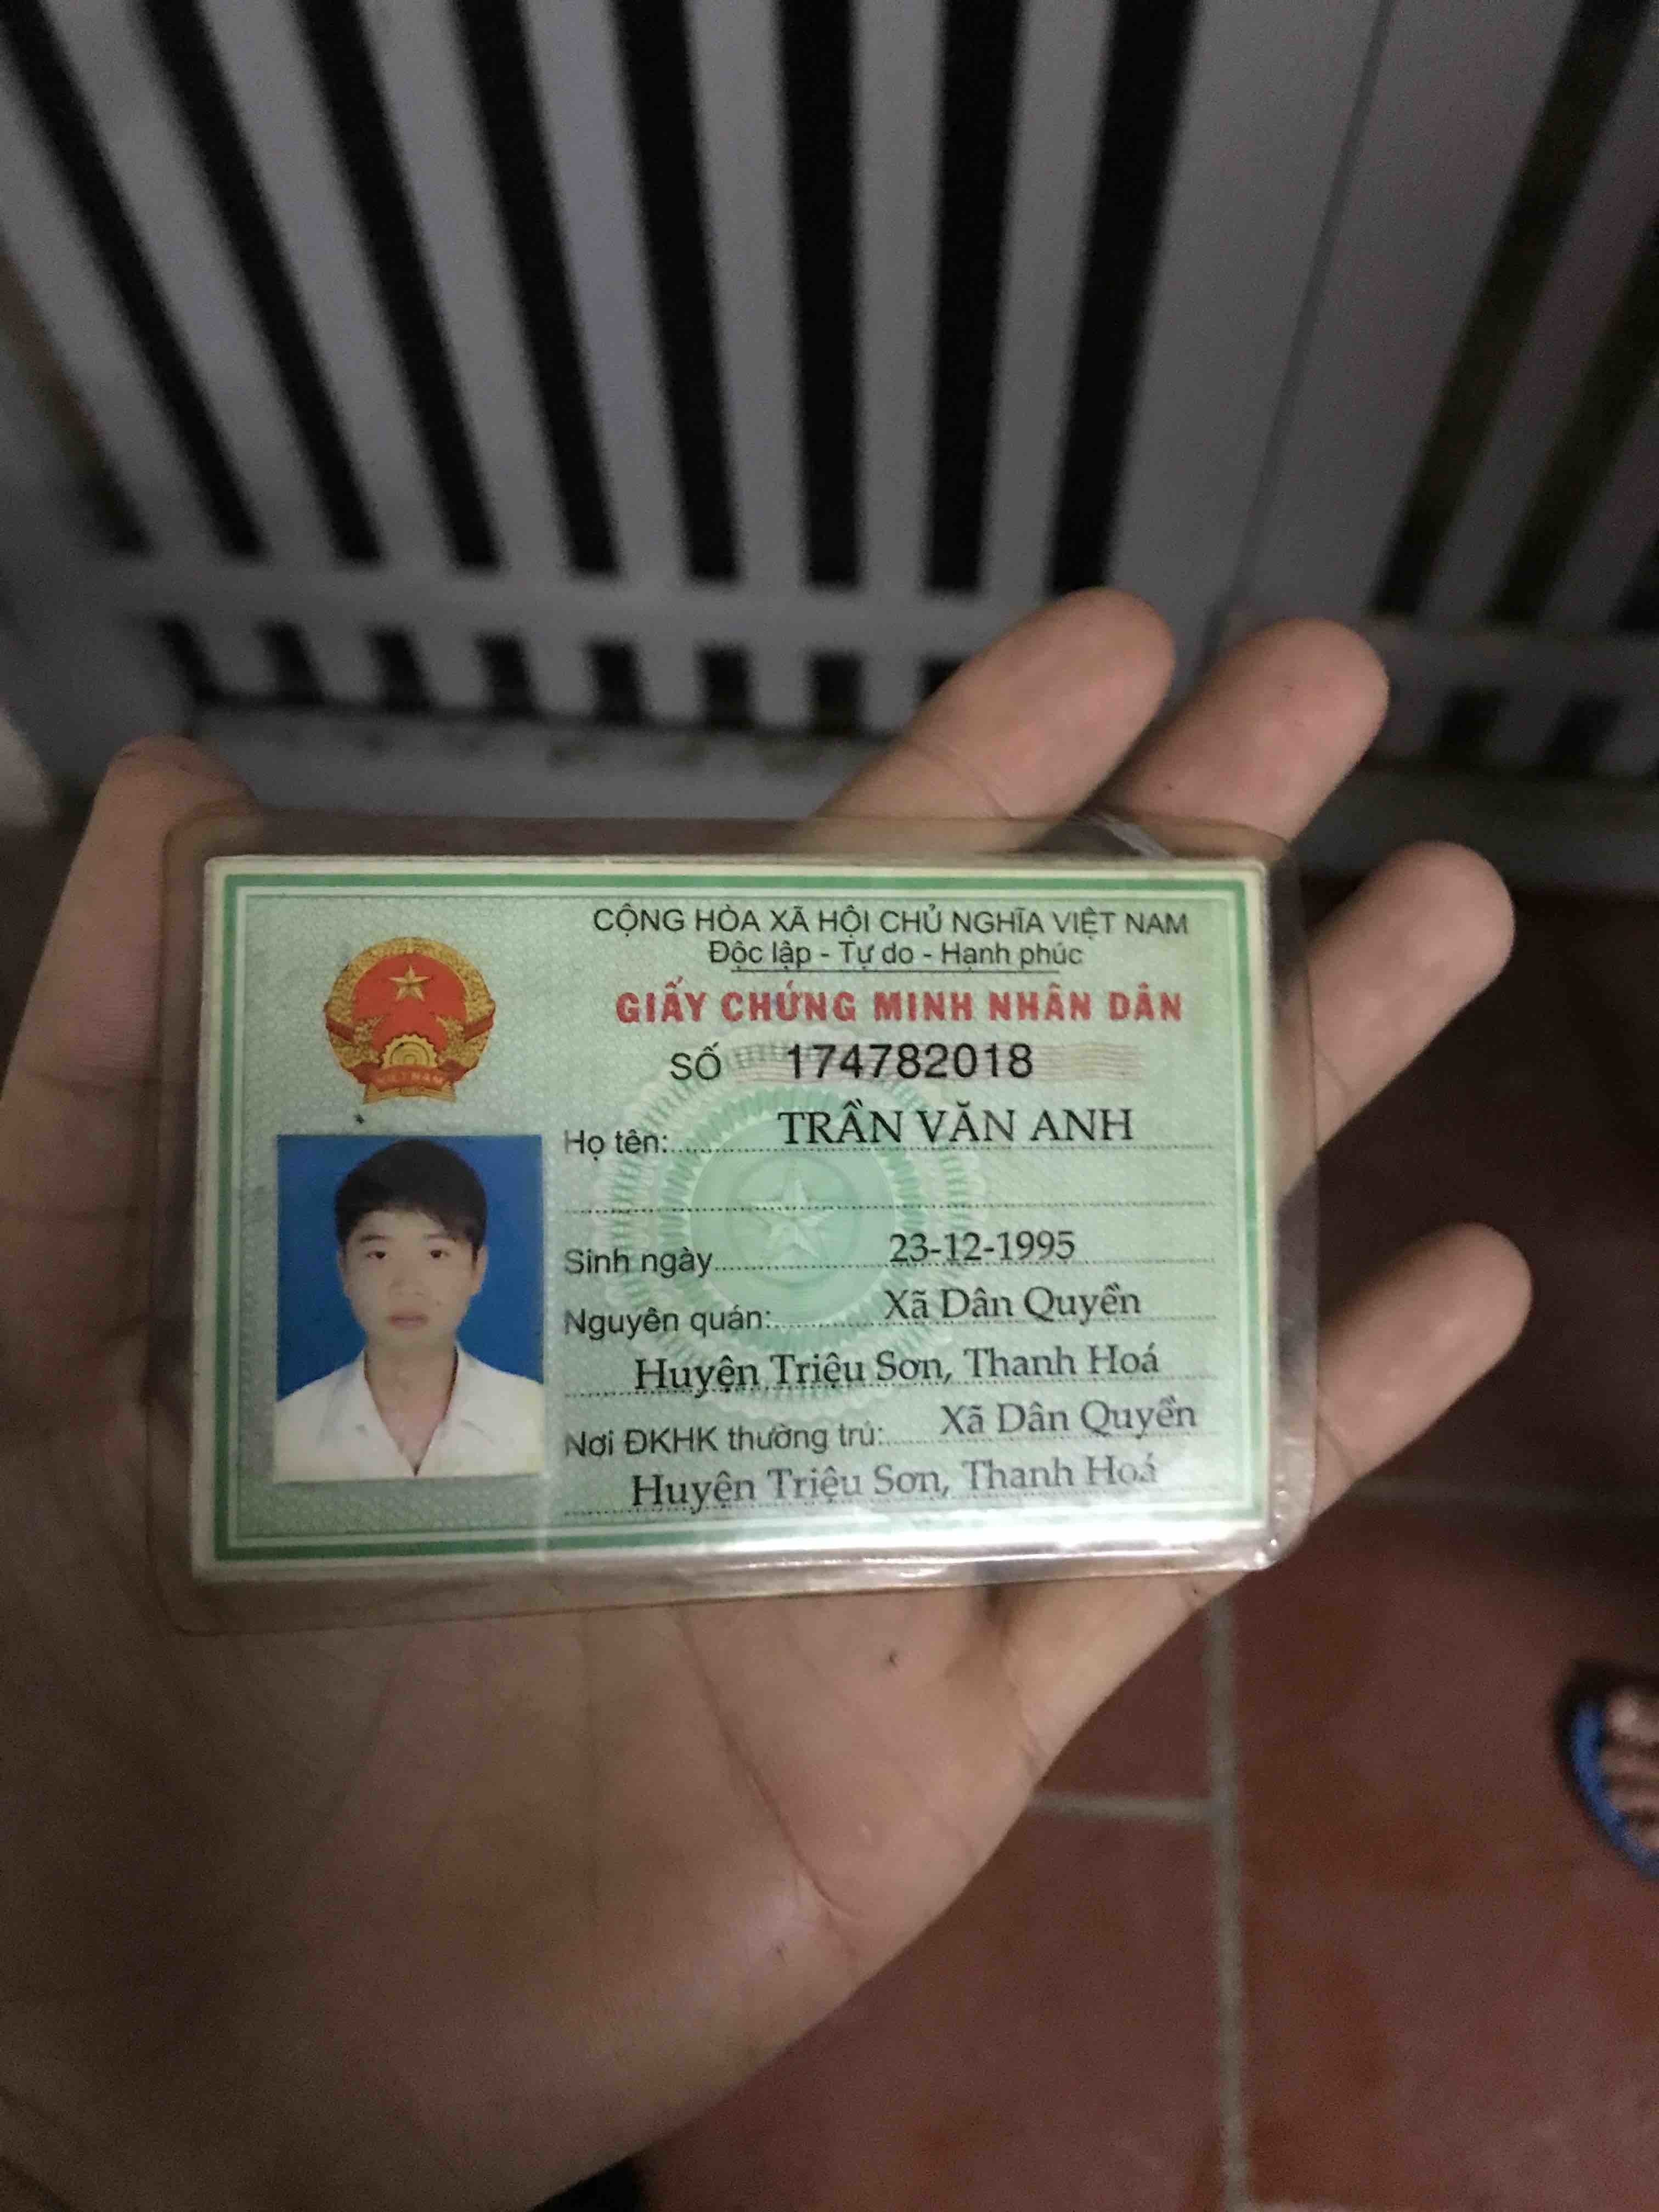 CỘNG HÒA XÃ HỘI CHỦ NGHĨA VIỆT NAM
Độc lập - Tự do - Hạnh phúc
GIẤY CHỨNG MINH NHÂN DÂN
SỐ 174782018
Họ tên: TRẦN VĂN ANH
Sinh ngày 23-12-1995
Nguyên quán: Xã Dân Quyền
Huyện Triệu Sơn, Thanh Hoá
Nơi ĐKHK thường trú: Xã Dân Quyền
Huyện Triệu Sơn, Thanh Hoá
VIỆT NAM